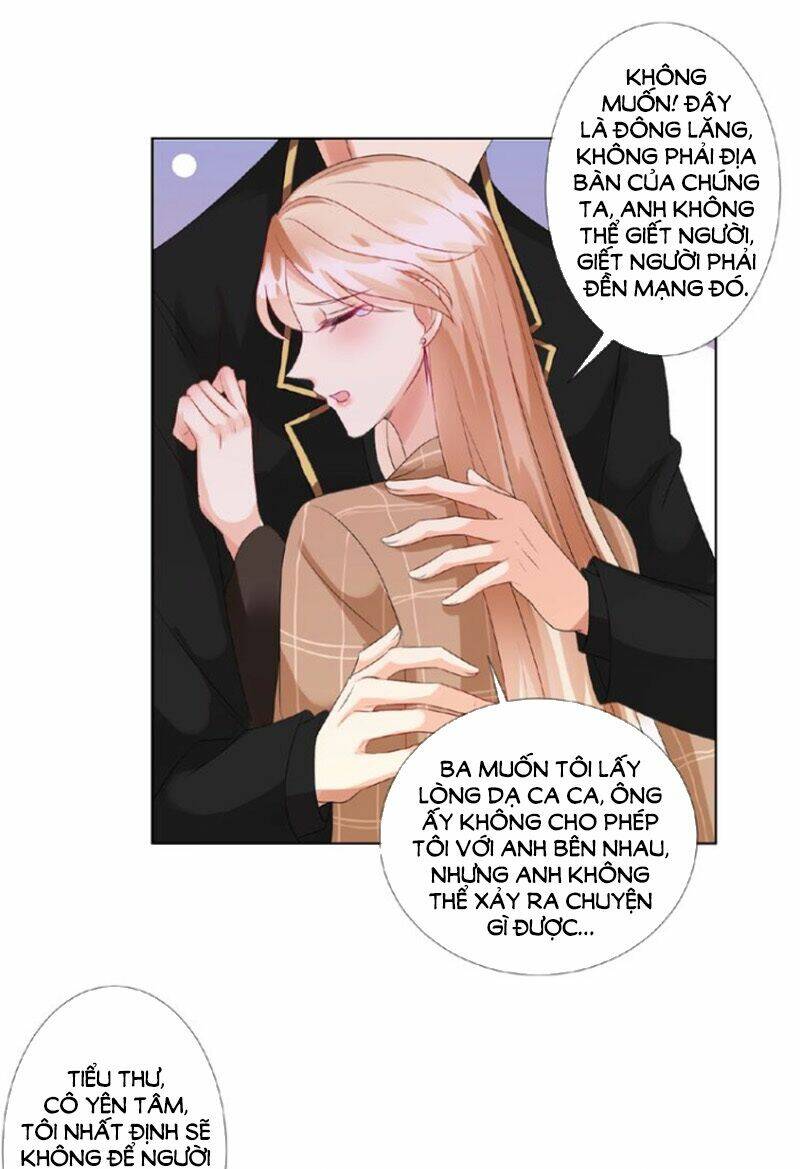 KHÔNG
MUỐN! ĐÂY
LÀ ĐÔNG LĂNG,
KHÔNG PHẢI ĐỊA
BÀN CỦA CHÚNG
TA, ANH KHÔNG
THỂ GIẾT NGƯỜI,
GIẾT NGƯỜI PHẢI
ĐỀN MẠNG ĐÓ.
BA MUỐN TÔI LẤY
LÒNG DẠ CA CA, ÔNG
ẤY KHÔNG CHO PHÉP
TÔI VỚI ANH BÊN NHAU,
NHƯNG ANH KHÔNG
THỂ XẢY RA CHUYỆN
GÌ ĐƯỢC...
TIỂU THƯ,
CÔ YÊN TÂM,
TÔI NHẤT ĐỊNH SẼ
KHÔNG ĐỂ NGƯỜI